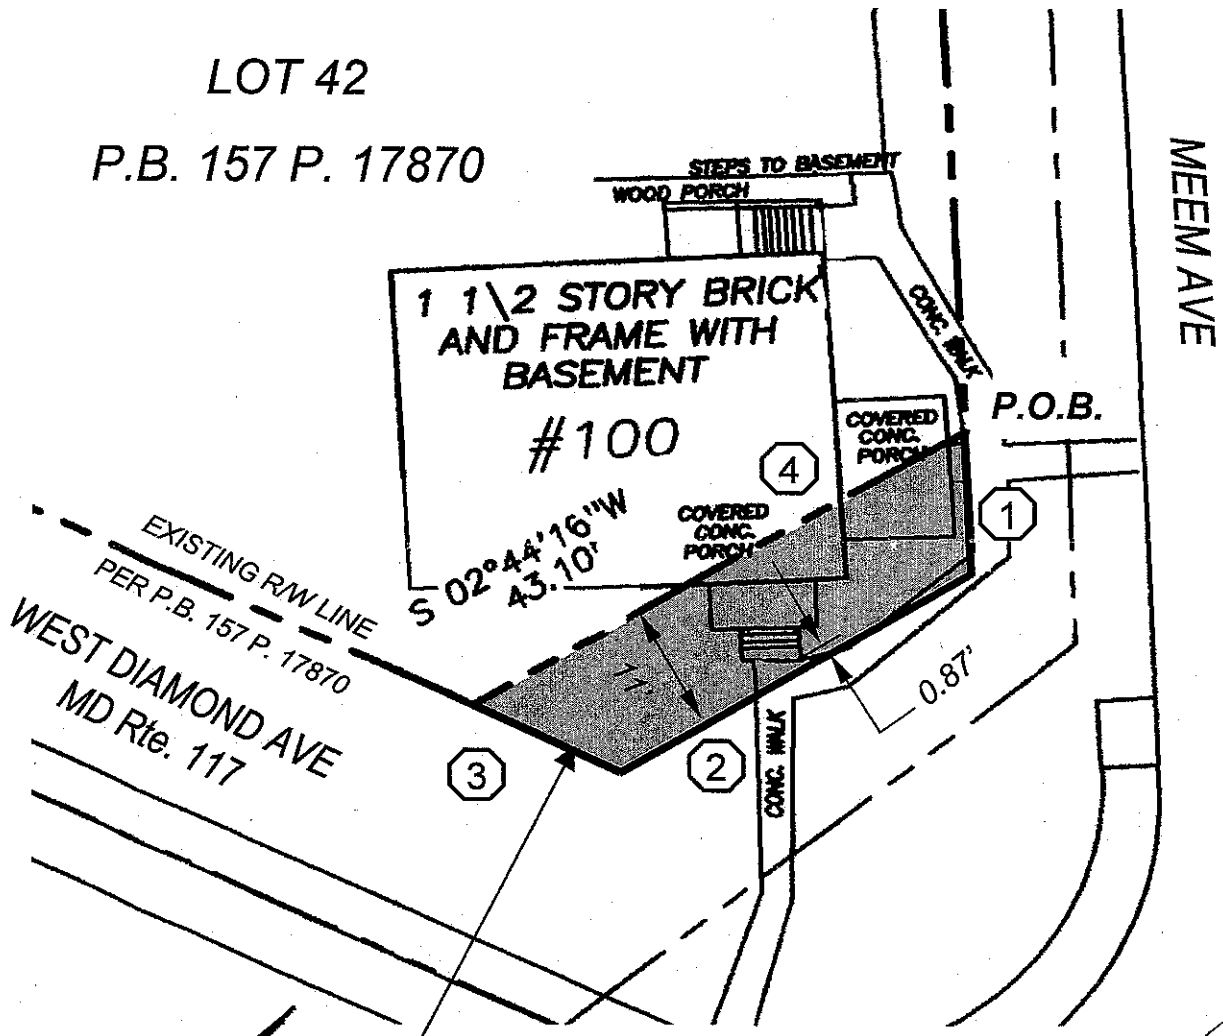 LOT 42
P.B. 157 P. 17870
MEEM AVE
STEPS TO BASEMENT
WOOD PORCH
1 1\2 STORY BRICK
AND FRAME WITH
BASEMENT
#100
CONC. WALK
P.O.B.
COVERED
CONC.
PORCH
4
1
S 02°44'16"W
43.10'
COVERED
CONC.
PORCH
EXISTING R/W LINE
PER P.B. 157 P. 17870
WEST DIAMOND AVE
MD Rte. 117
11'
0.87'
3
2
CONC. WALK